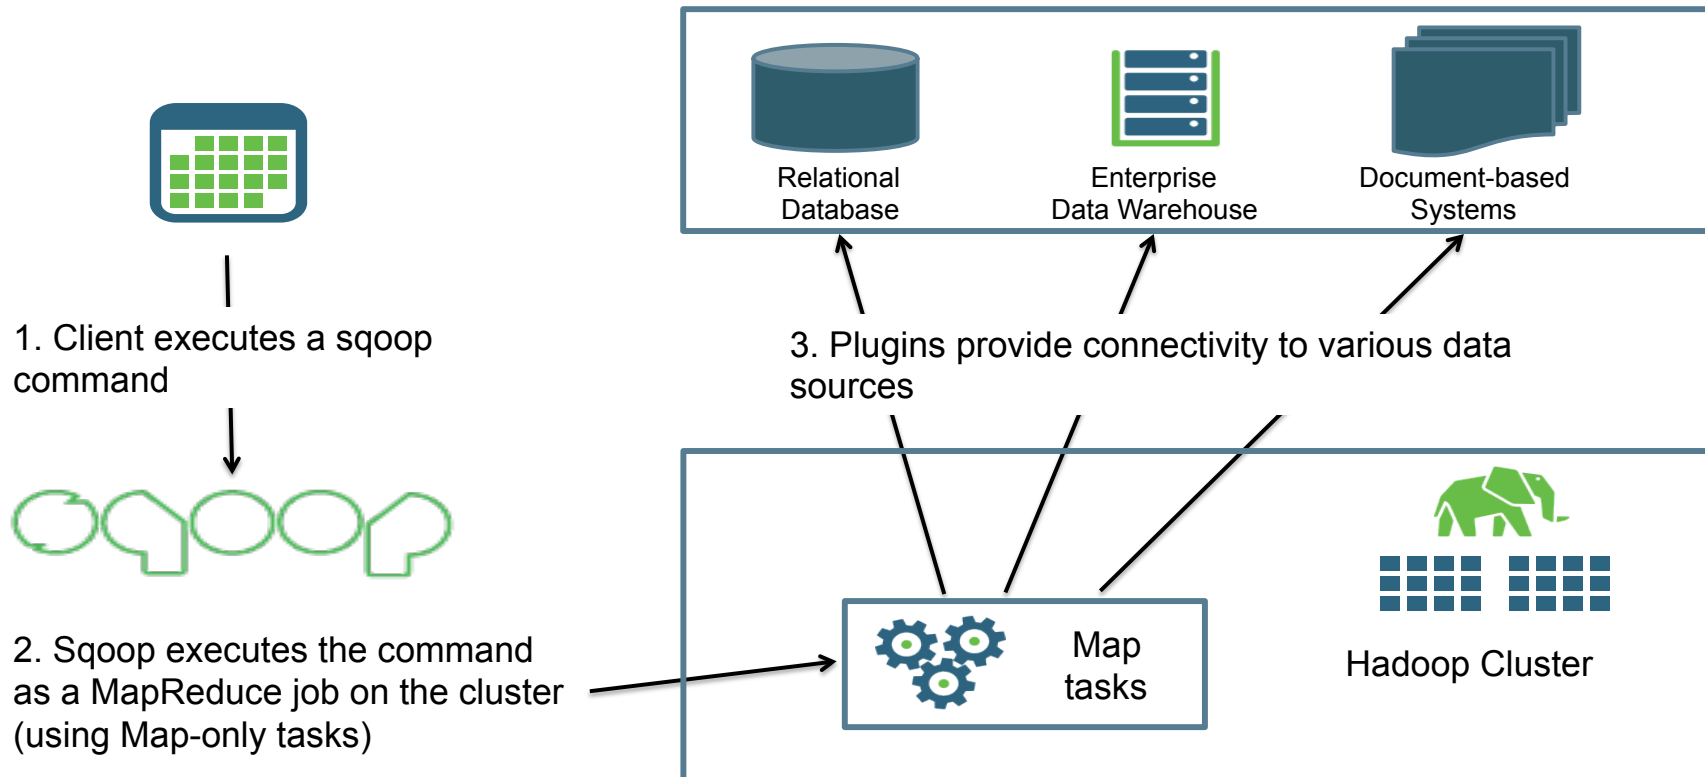 Relational
Database
Enterprise
Data Warehouse
Document-based
Systems
1. Client executes a sqoop
command
3. Plugins provide connectivity to various data
sources
sqoop
2. Sqoop executes the command
as a MapReduce job on the cluster
(using Map-only tasks)
Map
tasks
Hadoop Cluster